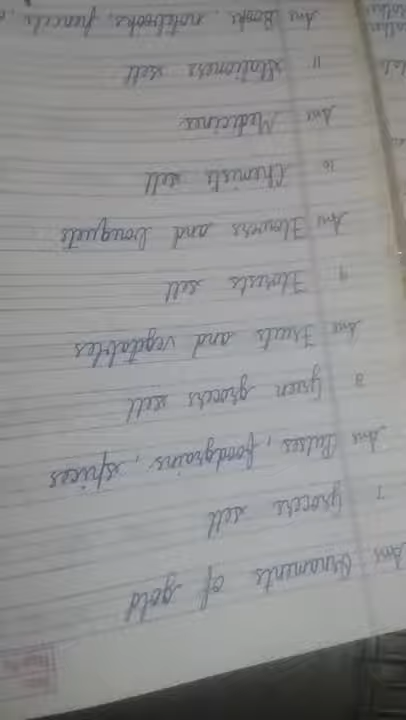 Ans Ornaments of gold
7 Grocers sell
Ans Pulses, foodgrains, spices
8 Green grocers sell
Ans Fruits and vegetables
9 Florists sell
Ans Flowers and bouquets
10 Chemists sell
Ans Medicines
11 Stationers sell
Ans Books, notebooks, pencils,